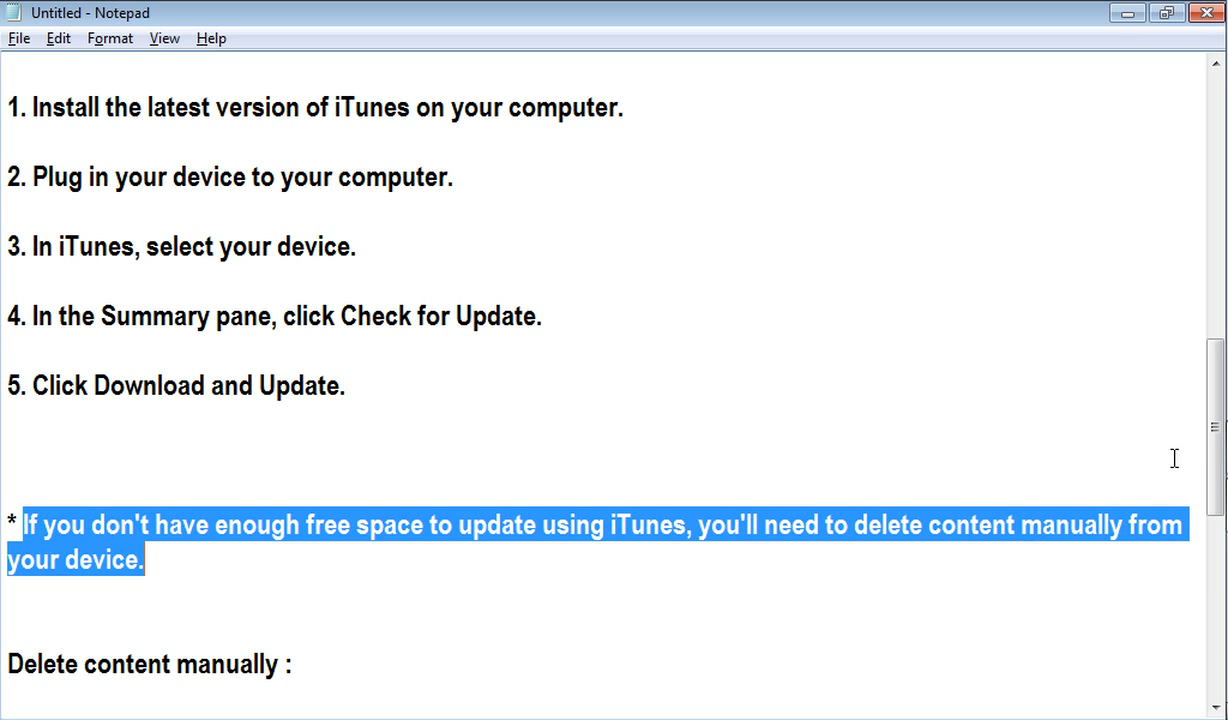 Untitled - Notepad
File Edit Format View Help
1. Install the latest version of iTunes on your computer.
2. Plug in your device to your computer.
3. In iTunes, select your device.
4. In the Summary pane, click Check for Update.
5. Click Download and Update.
* If you don't have enough free space to update using iTunes, you'll need to delete content manually from
your device.
Delete content manually :